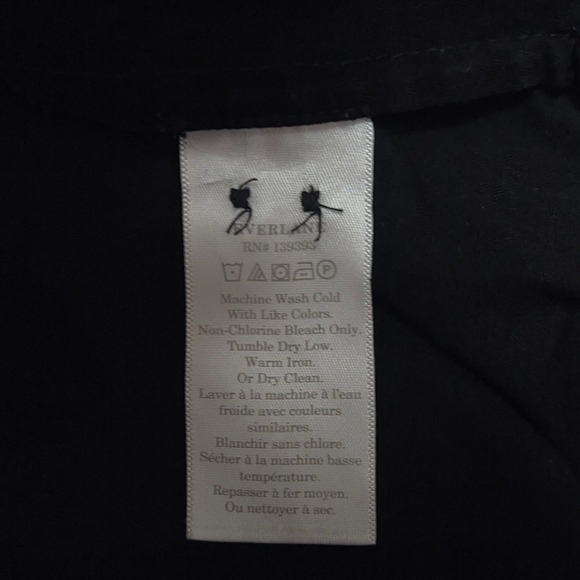 EVERLANE
RN# 139393
Machine Wash Cold
With Like Colors.
Non-Chlorine Bleach Only.
Tumble Dry Low.
Warm Iron.
Or Dry Clean.
Laver à la machine à l'eau
froide avec couleurs
similaires.
Blanchir sans chlore.
Sécher à la machine basse
température.
Repasser à fer moyen.
Ou nettoyer à sec.